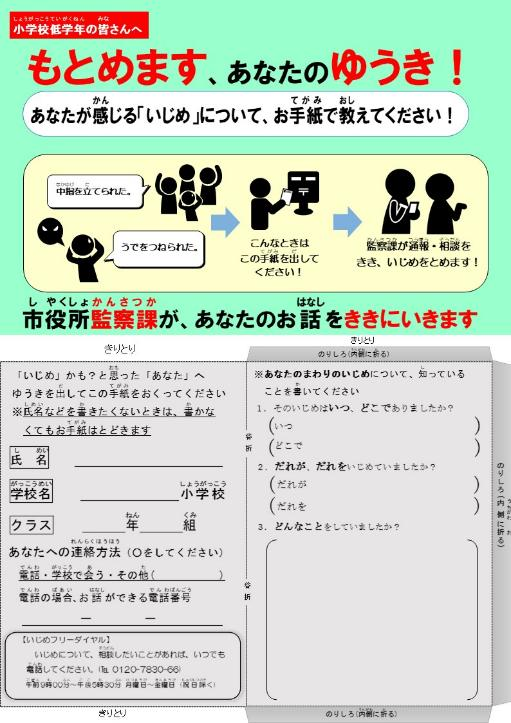 小学校低学年の皆さんへ
もとめます、あなたのゆうき！
あなたが感じる「いじめ」について、お手紙で教えてください！
中指を立てられた。
うでをつねられた。
こんなときは
この手紙を出して
ください！
監察課が通報・相談を
きき、いじめをとめます！
市役所監察課が、あなたのお話をききにいきます
きりとり
「いじめ」かも？と思った「あなた」へ
ゆうきを出してこの手紙をおくってください
※氏名などを書きたくないときは、書かな
くてもお手紙はとどきます
氏名
学校名 小学校
クラス 年 組
あなたへの連絡方法（〇をしてください）
電話・学校で会う・その他（ ）
電話の場合、お話ができる電話番号
― ―
【いじめフリーダイヤル】
いじめについて、相談したいことがあれば、いつでも
電話してください。（℡ 0120-7830-66）
午前9時00分～午後5時30分 月曜日～金曜日（祝日除く）
きりとり
きりとり
のりしろ（内側に折る）
※あなたのまわりのいじめについて、知っている
ことを書いてください
1．そのいじめはいつ、どこでありましたか？
（いつ ）
（どこで ）
2．だれが、だれをいじめていましたか？
（だれが ）
（だれを ）
3．どんなことをしていましたか？
のりしろ（内側に折る）
のりしろ（内側に折る）